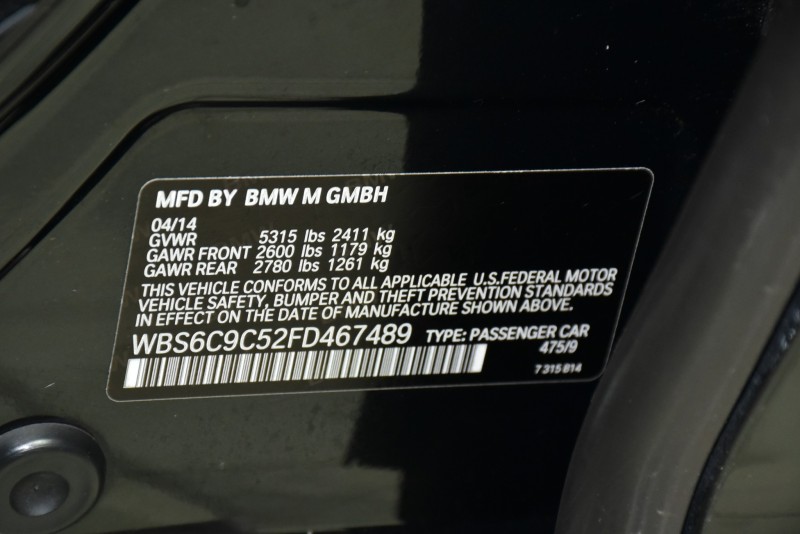 MFD BY BMW M GMBH
04/14
GVWR 5315 lbs 2411 kg
GAWR FRONT 2600 lbs 1179 kg
GAWR REAR 2780 lbs 1261 kg
THIS VEHICLE CONFORMS TO ALL APPLICABLE U.S.FEDERAL MOTOR
VEHICLE SAFETY, BUMPER AND THEFT PREVENTION STANDARDS
IN EFFECT ON THE DATE OF MANUFACTURE SHOWN ABOVE.
WBS6C9C52FD467489 TYPE: PASSENGER CAR
475/9
7 315 814